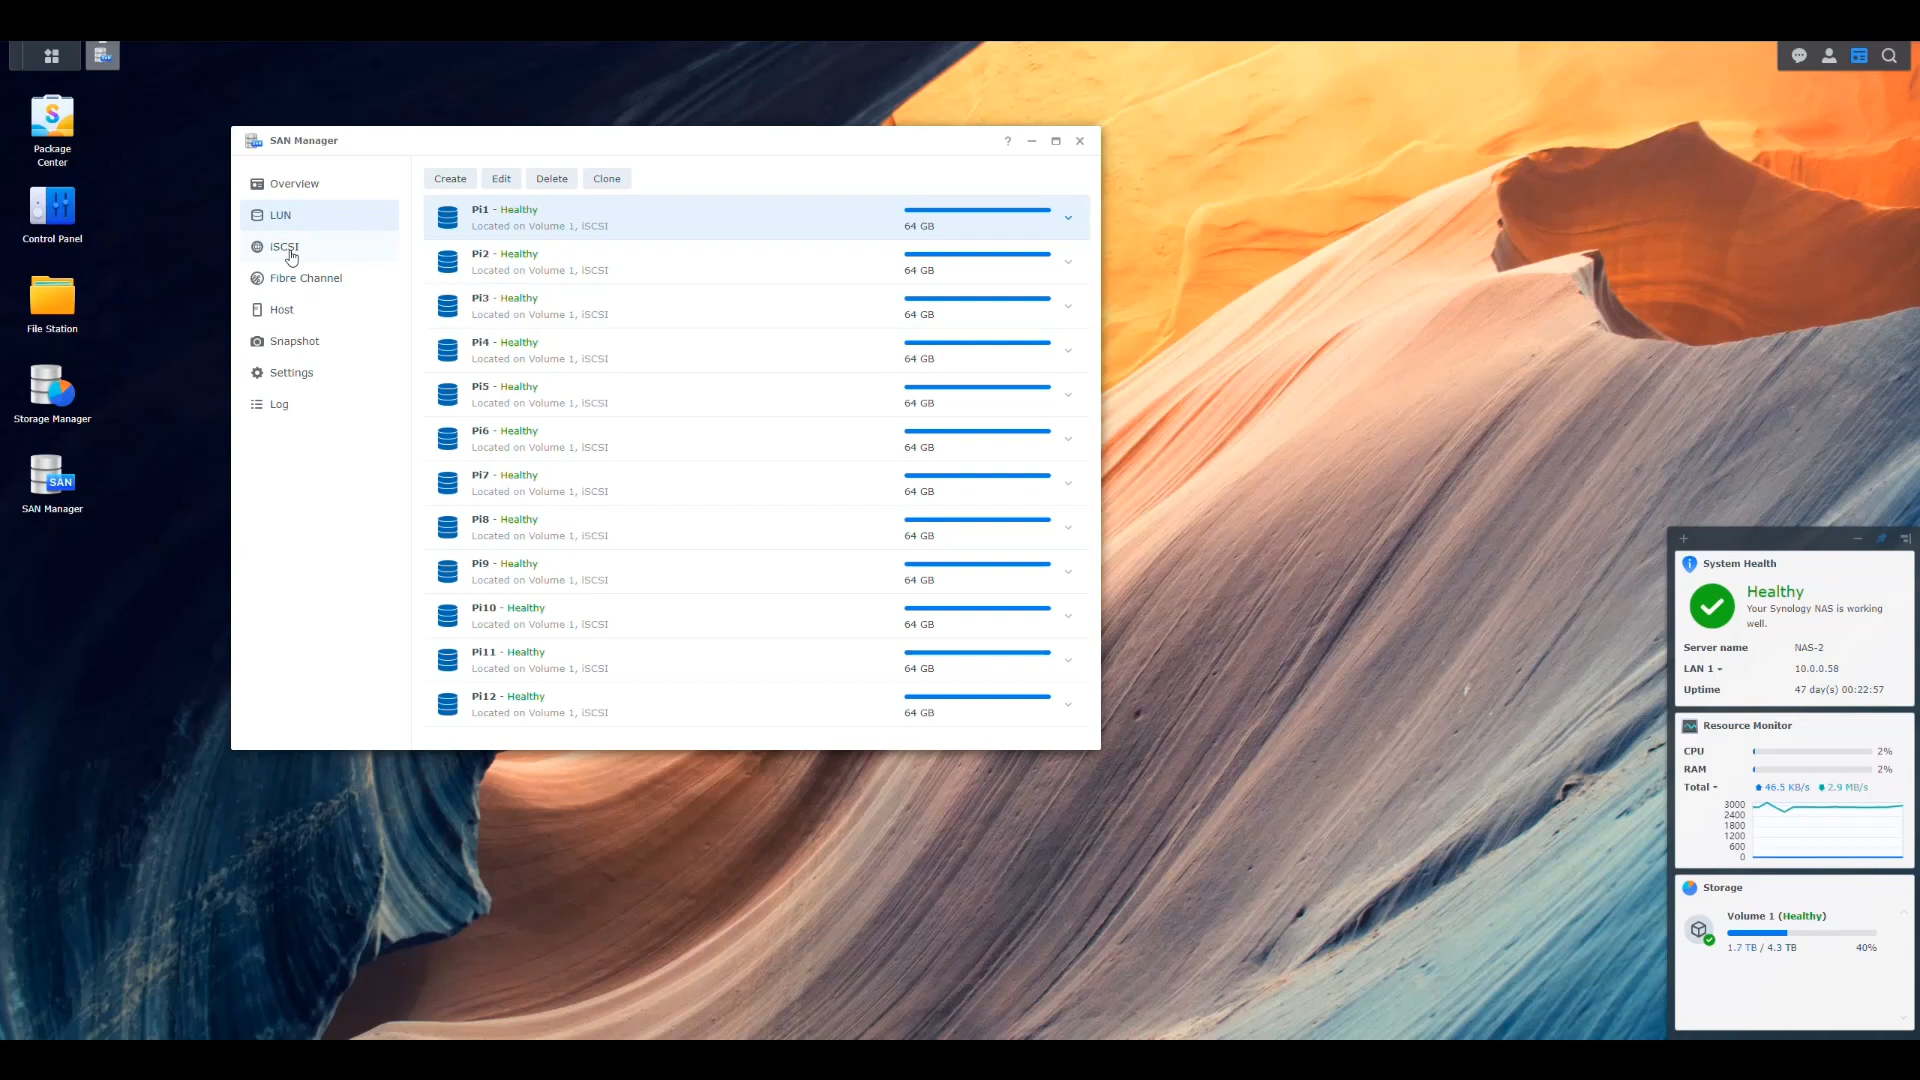 Package
Center
Control Panel
File Station
Storage Manager
SAN
SAN Manager
SAN Manager
?
Overview
LUN
iSCSI
Fibre Channel
Host
Snapshot
Settings
Log
Create Edit Delete Clone
Pi1 - Healthy
Located on Volume 1, iSCSI
64 GB
Pi2 - Healthy
Located on Volume 1, iSCSI
64 GB
Pi3 - Healthy
Located on Volume 1, iSCSI
64 GB
Pi4 - Healthy
Located on Volume 1, iSCSI
64 GB
Pi5 - Healthy
Located on Volume 1, iSCSI
64 GB
Pi6 - Healthy
Located on Volume 1, iSCSI
64 GB
Pi7 - Healthy
Located on Volume 1, iSCSI
64 GB
Pi8 - Healthy
Located on Volume 1, iSCSI
64 GB
Pi9 - Healthy
Located on Volume 1, iSCSI
64 GB
Pi10 - Healthy
Located on Volume 1, iSCSI
64 GB
Pi11 - Healthy
Located on Volume 1, iSCSI
64 GB
Pi12 - Healthy
Located on Volume 1, iSCSI
64 GB
System Health
Healthy
Your Synology NAS is working
well.
Server name NAS-2
LAN 1 10.0.0.58
Uptime 47 day(s) 00:22:57
Resource Monitor
CPU 2%
RAM 2%
Total 46.5 KB/s 2.9 MB/s
3000
2400
1800
1200
600
0
Storage
Volume 1 (Healthy)
1.7 TB / 4.3 TB 40%